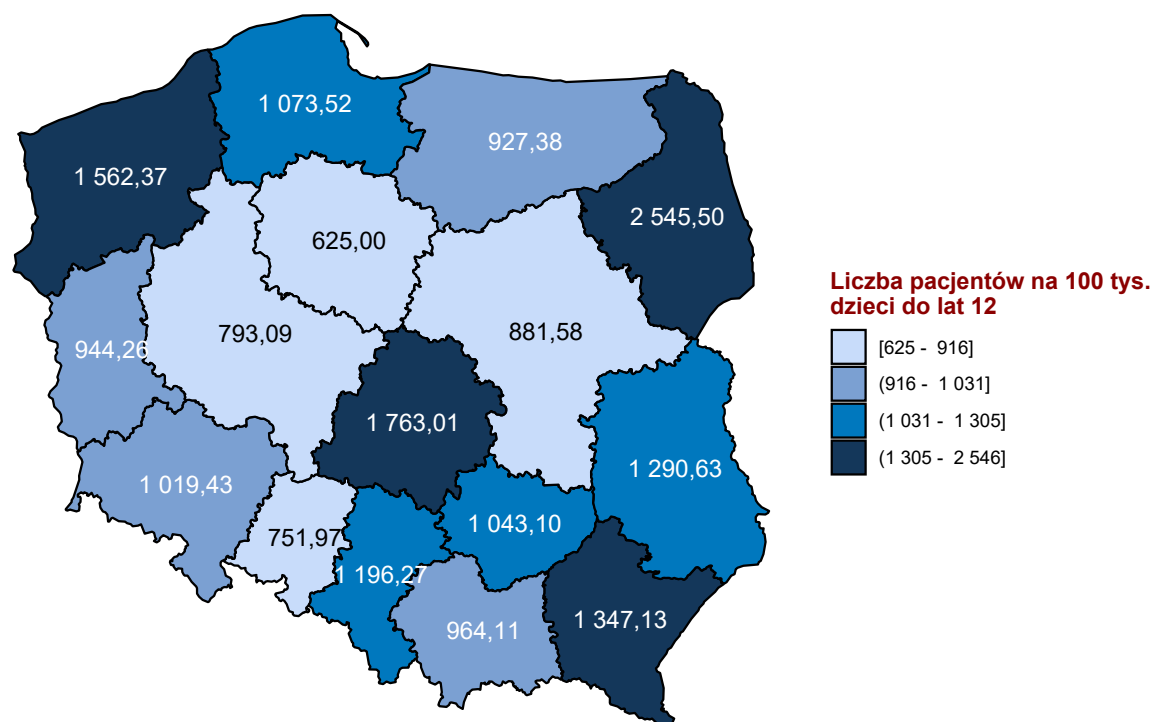 1 073,52
927,38
1 562,37
2 545,50
625,00
881,58
793,09
944,26
1 763,01
1 290,63
1 019,43
1 043,10
751,97
1 196,27
1 347,13
964,11
Liczba pacjentów na 100 tys.
dzieci do lat 12
[625 - 916]
(916 - 1 031]
(1 031 - 1 305]
(1 305 - 2 546]